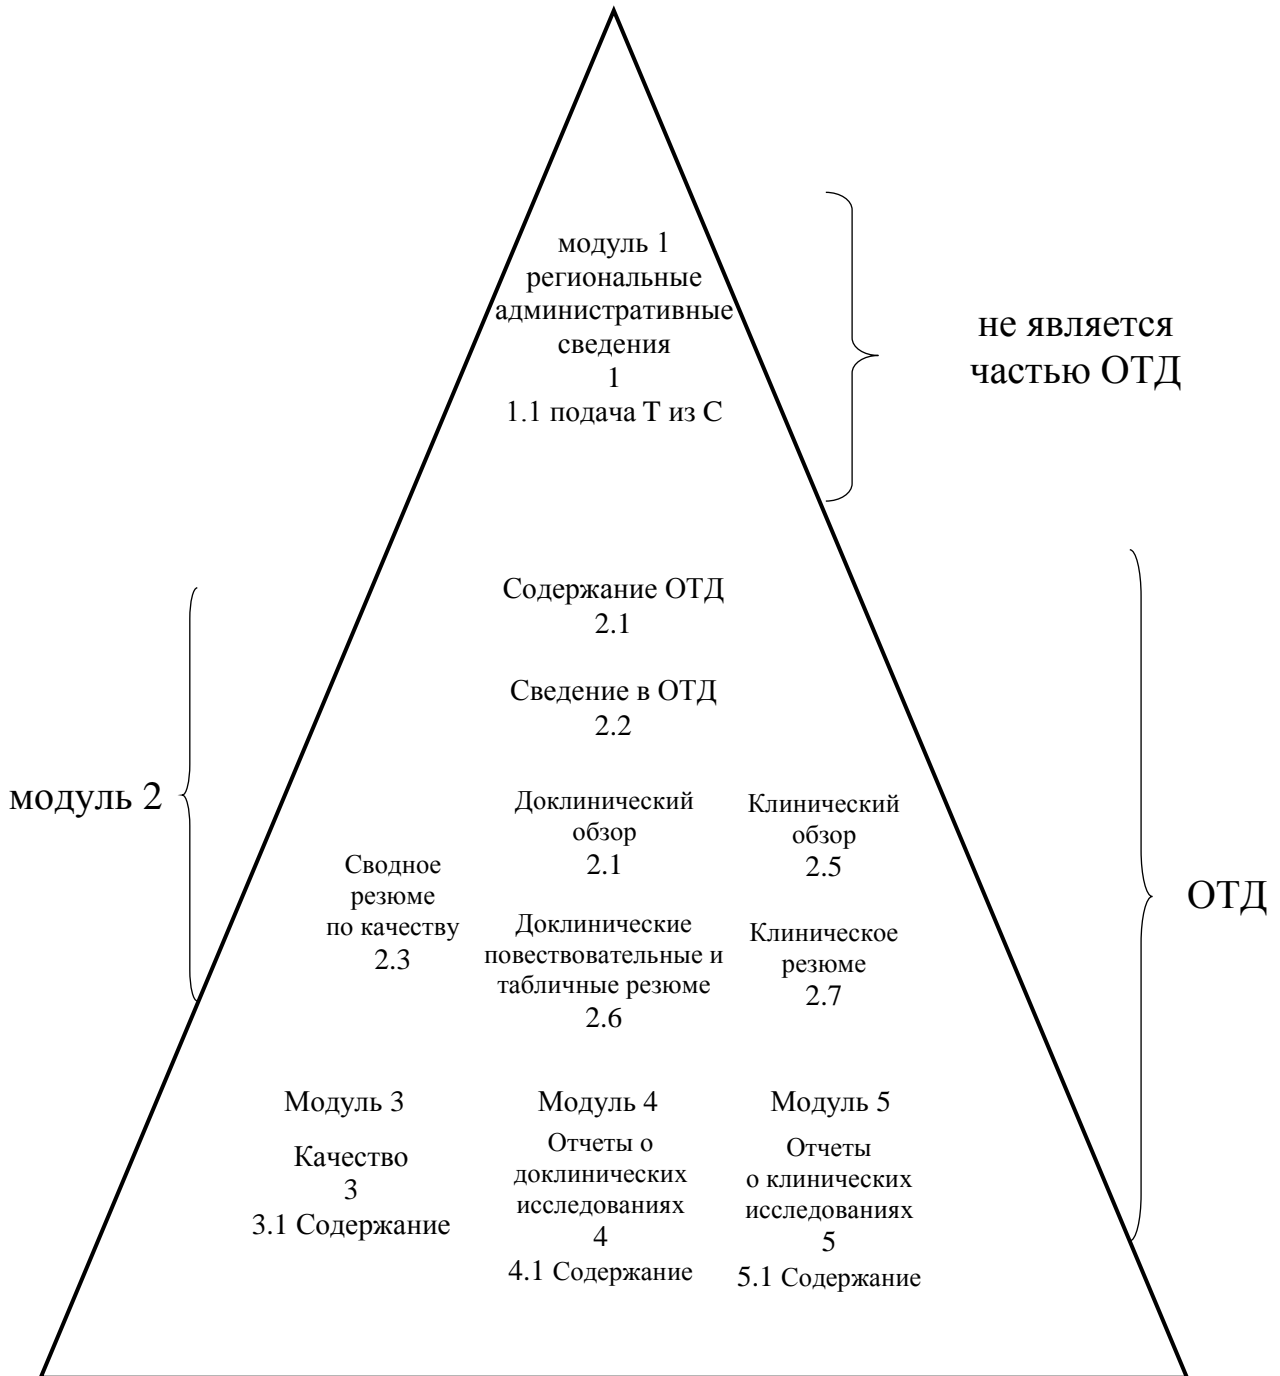 модуль 1
региональные
административные
сведения
1
1.1 подача Т из С
не является
частью ОТД
Содержание ОТД
2.1
Сведение в ОТД
2.2
модуль 2
Доклинический
обзор
2.1
Клинический
обзор
2.5
Сводное
резюме
по качеству
2.3
Доклинические
повествовательные и
табличные резюме
2.6
Клиническое
резюме
2.7
ОТД
Модуль 3
Качество
3
3.1 Содержание
Модуль 4
Отчеты о
доклинических
исследованиях
4
4.1 Содержание
Модуль 5
Отчеты
о клинических
исследованиях
5
5.1 Содержание